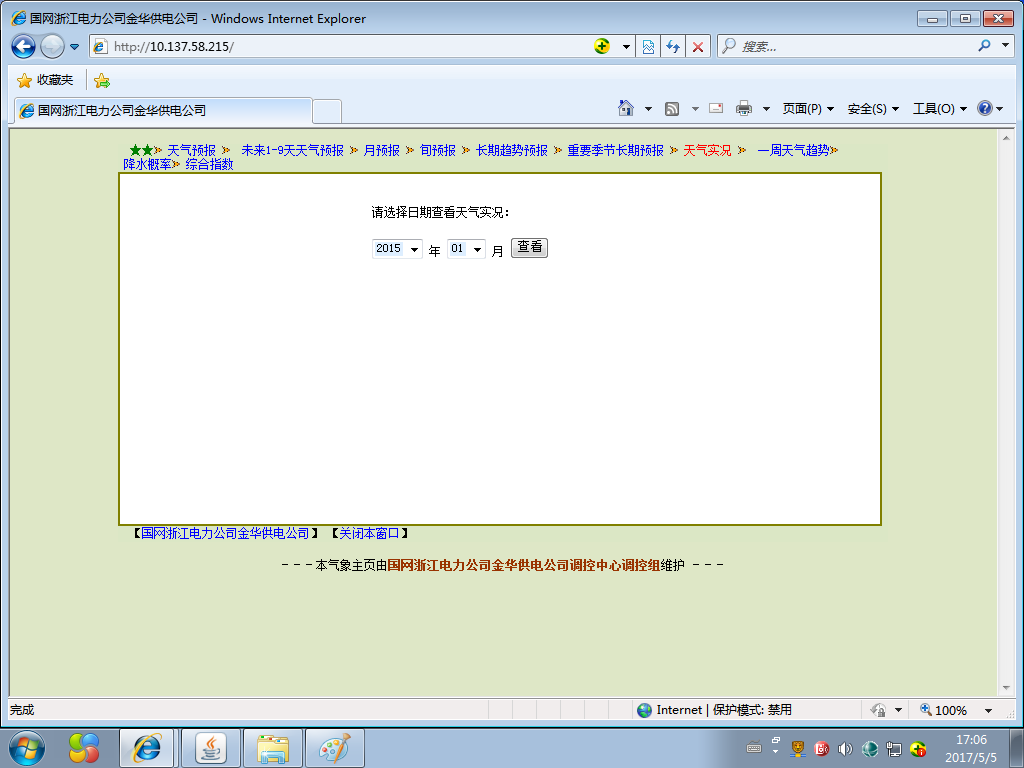 国网浙江电力公司金华供电公司 - Windows Internet Explorer
http://10.137.58.215/
搜索...
收藏夹
国网浙江电力公司金华供电公司
页面(P) 安全(S) 工具(O)
★★ 天气预报 未来1-9天天气预报 月预报 旬预报 长期趋势预报 重要季节长期预报 天气实况 一周天气趋势
降水概率 综合指数
请选择日期查看天气实况：
2015 年 01 月 查看
【国网浙江电力公司金华供电公司】 【关闭本窗口】
- - - 本气象主页由国网浙江电力公司金华供电公司调控中心调控组维护 - - -
完成
Internet | 保护模式: 禁用
100%
17:06
2017/5/5